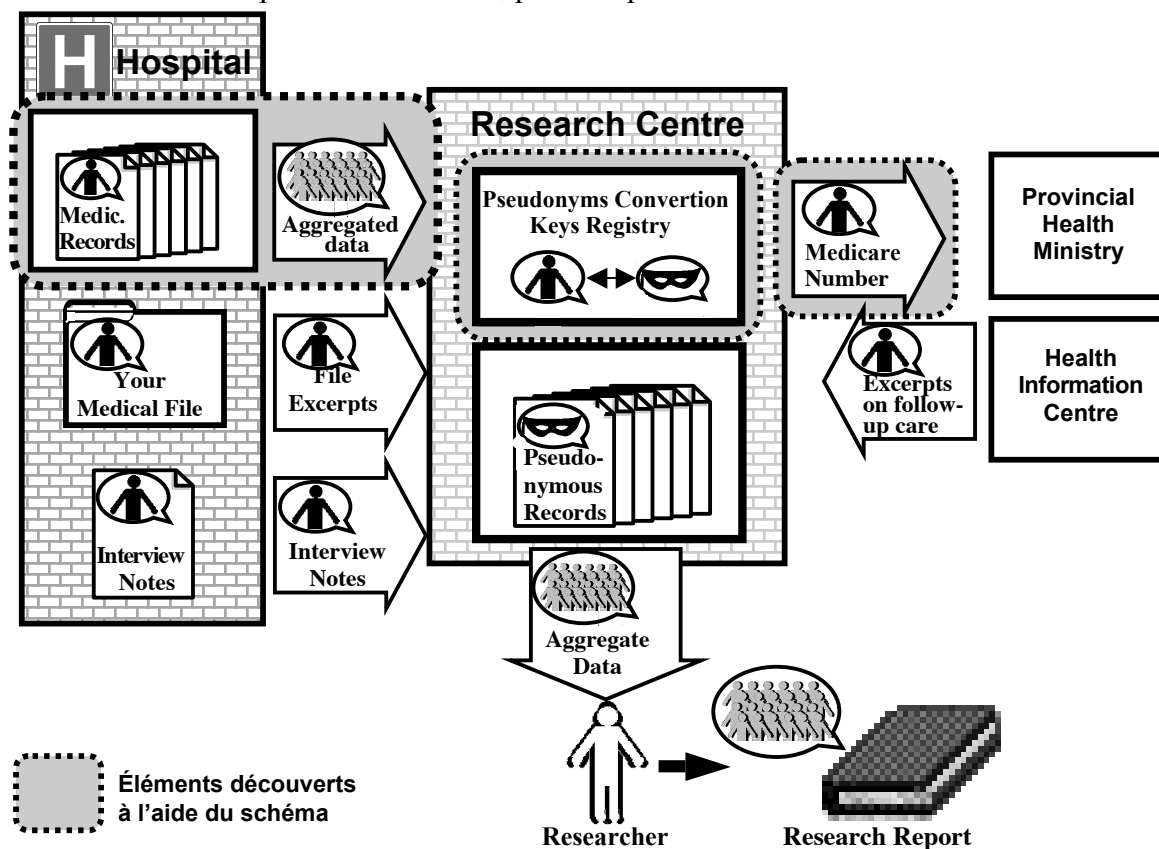 H Hospital
Research Centre
Medic.
Records
Aggregated
data
Pseudonyms Convertion
Keys Registry
Medicare
Number
Provincial
Health
Ministry
Your
Medical File
File
Excerpts
Pseudo-
nymous
Records
Excerpts
on follow-
up care
Health
Information
Centre
Interview
Notes
Interview
Notes
Aggregate
Data
Éléments découverts
à l'aide du schéma
Researcher
Research Report